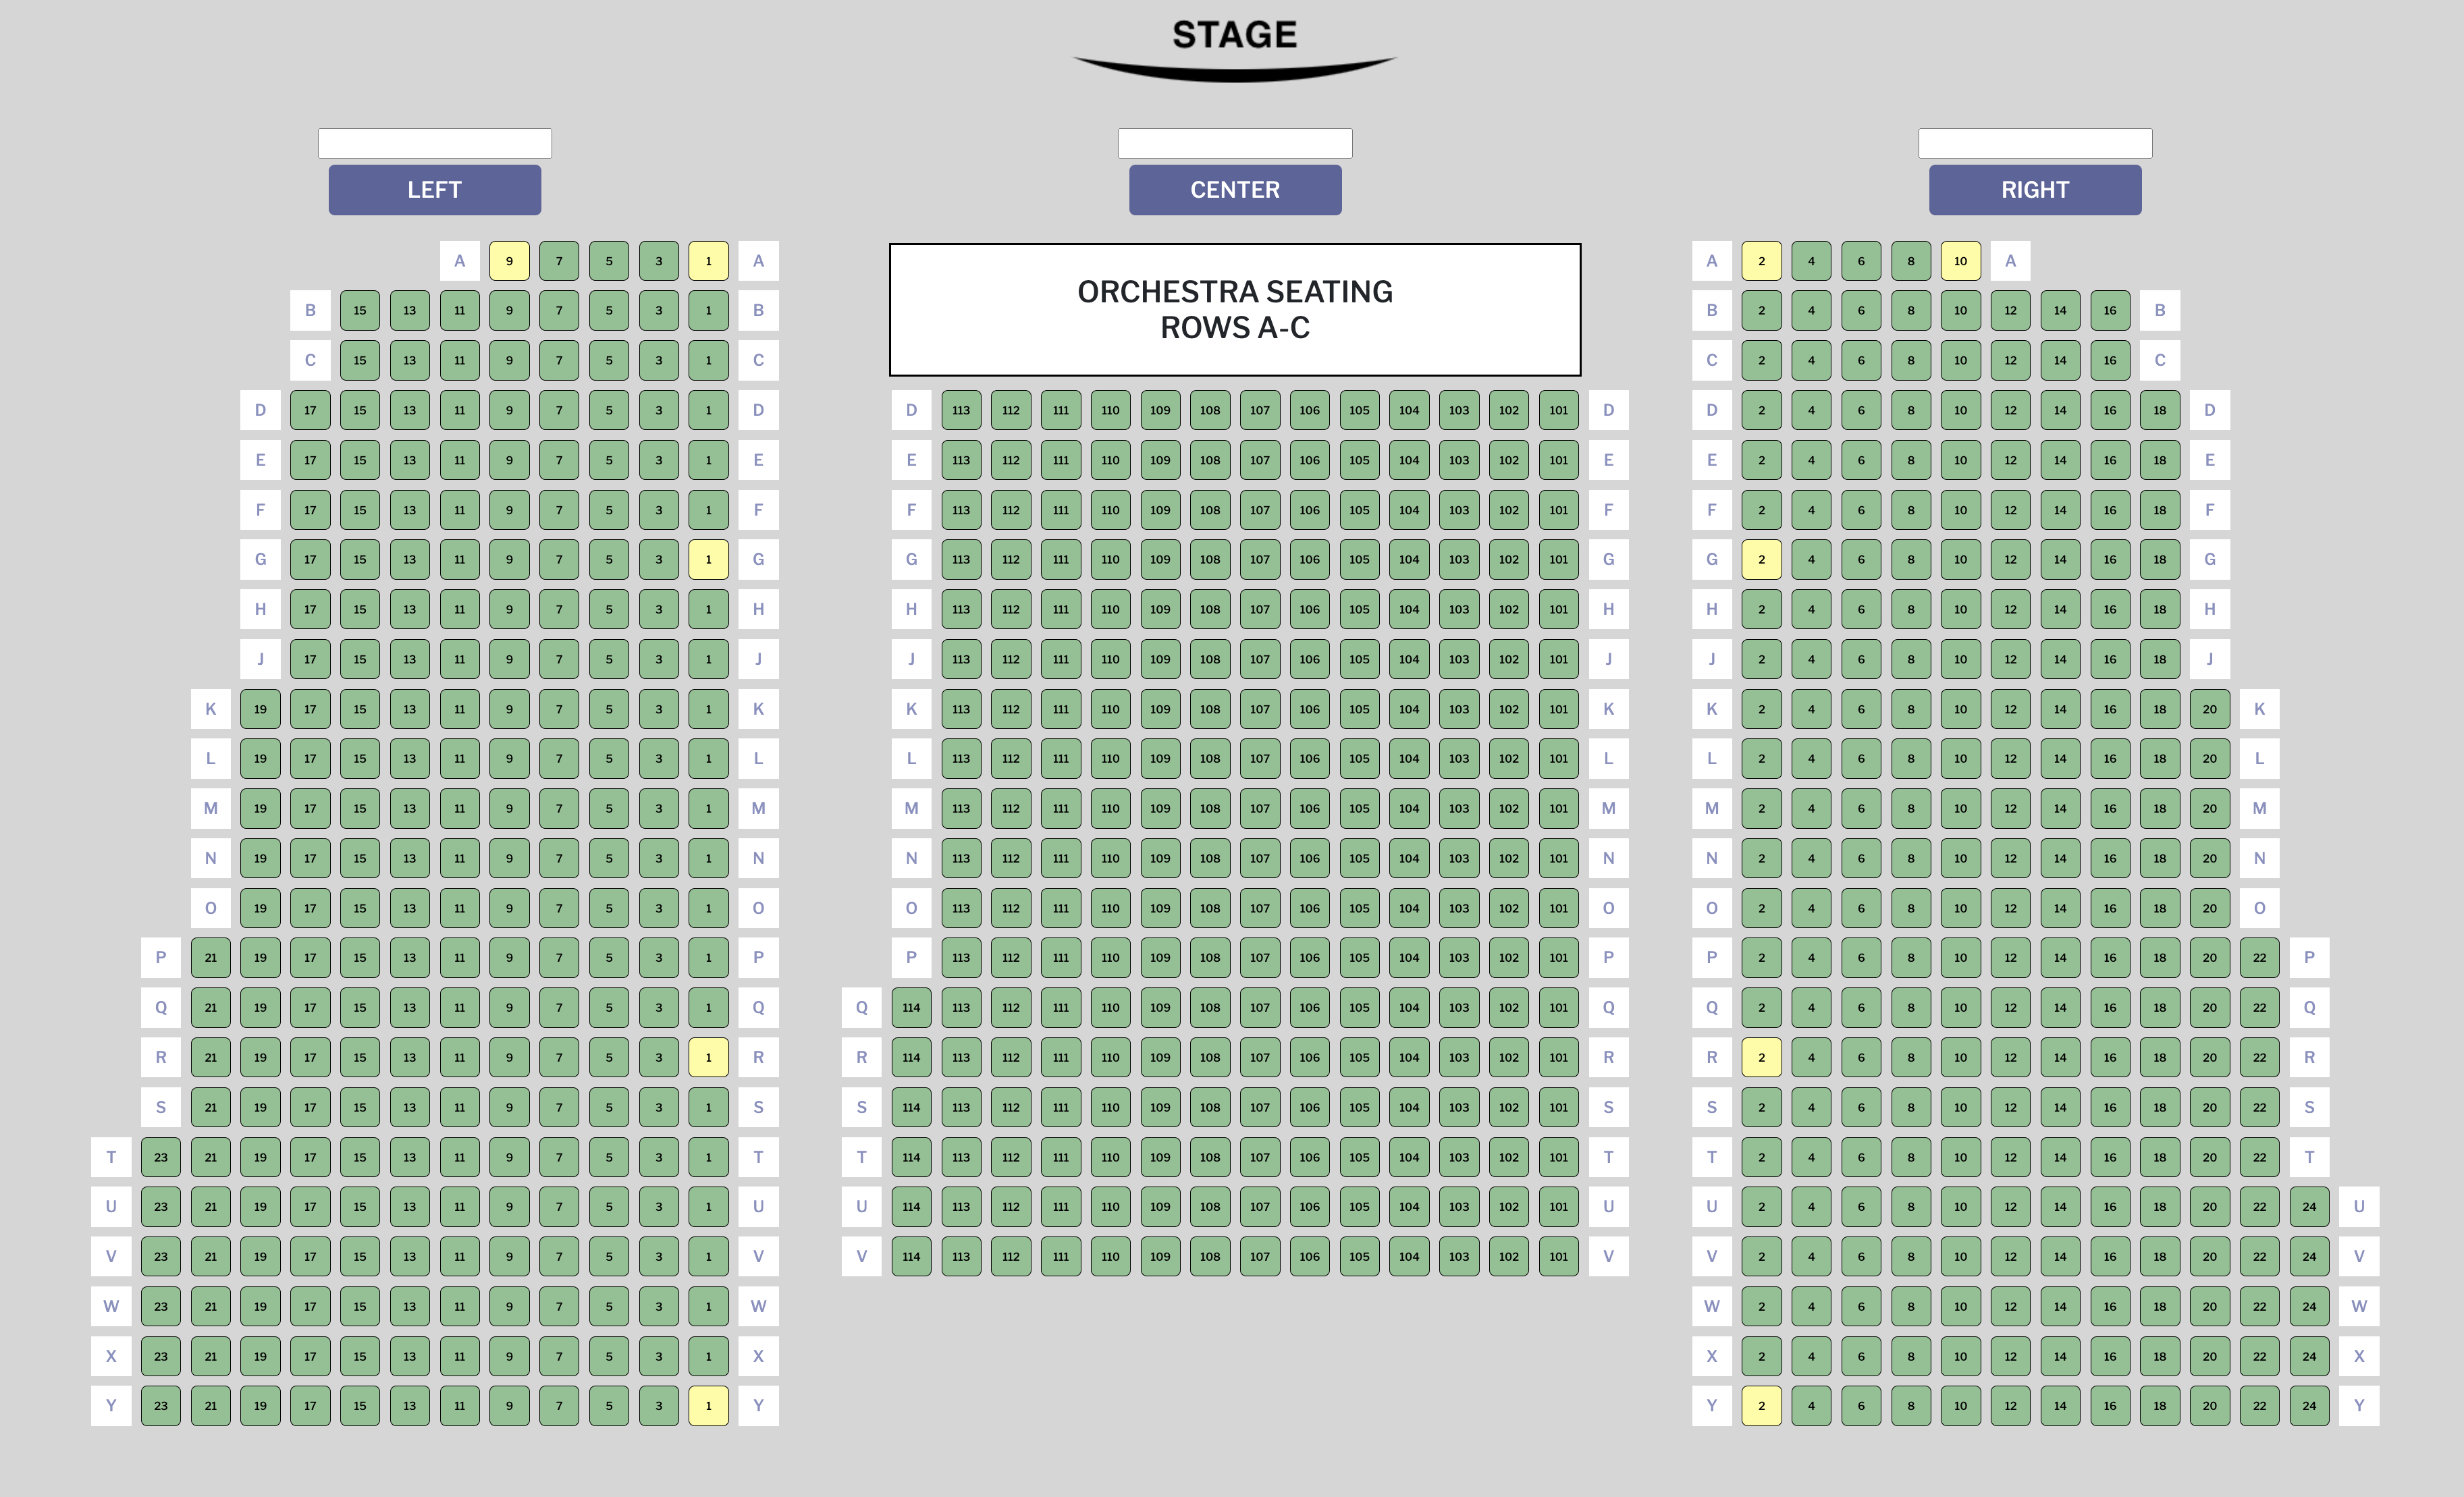 STAGE
LEFT CENTER RIGHT
A 9 7 5 3 1 A ORCHESTRA SEATING A 2 4 6 8 10 A
B 15 13 11 9 7 5 3 1 B ROWS A-C B 2 4 6 8 10 12 14 16 B
C 15 13 11 9 7 5 3 1 C C 2 4 6 8 10 12 14 16 C
D 17 15 13 11 9 7 5 3 1 D D 113 112 111 110 109 108 107 106 105 104 103 102 101 D D 2 4 6 8 10 12 14 16 18 D
E 17 15 13 11 9 7 5 3 1 E E 113 112 111 110 109 108 107 106 105 104 103 102 101 E E 2 4 6 8 10 12 14 16 18 E
F 17 15 13 11 9 7 5 3 1 F F 113 112 111 110 109 108 107 106 105 104 103 102 101 F F 2 4 6 8 10 12 14 16 18 F
G 17 15 13 11 9 7 5 3 1 G G 113 112 111 110 109 108 107 106 105 104 103 102 101 G G 2 4 6 8 10 12 14 16 18 G
H 17 15 13 11 9 7 5 3 1 H H 113 112 111 110 109 108 107 106 105 104 103 102 101 H H 2 4 6 8 10 12 14 16 18 H
J 17 15 13 11 9 7 5 3 1 J J 113 112 111 110 109 108 107 106 105 104 103 102 101 J J 2 4 6 8 10 12 14 16 18 J
K 19 17 15 13 11 9 7 5 3 1 K K 113 112 111 110 109 108 107 106 105 104 103 102 101 K K 2 4 6 8 10 12 14 16 18 20 K
L 19 17 15 13 11 9 7 5 3 1 L L 113 112 111 110 109 108 107 106 105 104 103 102 101 L L 2 4 6 8 10 12 14 16 18 20 L
M 19 17 15 13 11 9 7 5 3 1 M M 113 112 111 110 109 108 107 106 105 104 103 102 101 M M 2 4 6 8 10 12 14 16 18 20 M
N 19 17 15 13 11 9 7 5 3 1 N N 113 112 111 110 109 108 107 106 105 104 103 102 101 N N 2 4 6 8 10 12 14 16 18 20 N
O 19 17 15 13 11 9 7 5 3 1 O O 113 112 111 110 109 108 107 106 105 104 103 102 101 O O 2 4 6 8 10 12 14 16 18 20 O
P 21 19 17 15 13 11 9 7 5 3 1 P P 113 112 111 110 109 108 107 106 105 104 103 102 101 P P 2 4 6 8 10 12 14 16 18 20 22 P
Q 21 19 17 15 13 11 9 7 5 3 1 Q Q 114 113 112 111 110 109 108 107 106 105 104 103 102 101 Q Q 2 4 6 8 10 12 14 16 18 20 22 Q
R 21 19 17 15 13 11 9 7 5 3 1 R R 114 113 112 111 110 109 108 107 106 105 104 103 102 101 R R 2 4 6 8 10 12 14 16 18 20 22 R
S 21 19 17 15 13 11 9 7 5 3 1 S S 114 113 112 111 110 109 108 107 106 105 104 103 102 101 S S 2 4 6 8 10 12 14 16 18 20 22 S
T 23 21 19 17 15 13 11 9 7 5 3 1 T T 114 113 112 111 110 109 108 107 106 105 104 103 102 101 T T 2 4 6 8 10 12 14 16 18 20 22 T
U 23 21 19 17 15 13 11 9 7 5 3 1 U U 114 113 112 111 110 109 108 107 106 105 104 103 102 101 U U 2 4 6 8 10 12 14 16 18 20 22 24 U
V 23 21 19 17 15 13 11 9 7 5 3 1 V V 114 113 112 111 110 109 108 107 106 105 104 103 102 101 V V 2 4 6 8 10 12 14 16 18 20 22 24 V
W 23 21 19 17 15 13 11 9 7 5 3 1 W W 2 4 6 8 10 12 14 16 18 20 22 24 W
X 23 21 19 17 15 13 11 9 7 5 3 1 X X 2 4 6 8 10 12 14 16 18 20 22 24 X
Y 23 21 19 17 15 13 11 9 7 5 3 1 Y Y 2 4 6 8 10 12 14 16 18 20 22 24 Y